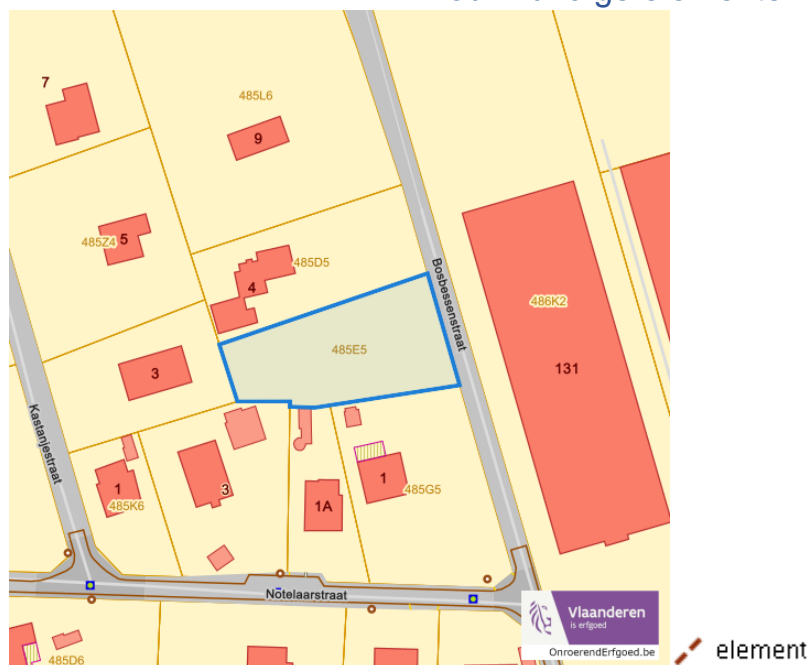 7
485L6
9
5
485Z4
4
485D5
Bosbessenstraat
486K2
485E5
131
3
Kastanjestraat
1
485K6
3
1A
1
485G5
Notelaarstraat
Vlaanderen
is erfgoed
OnroerendErfgoed.be
485D6
element